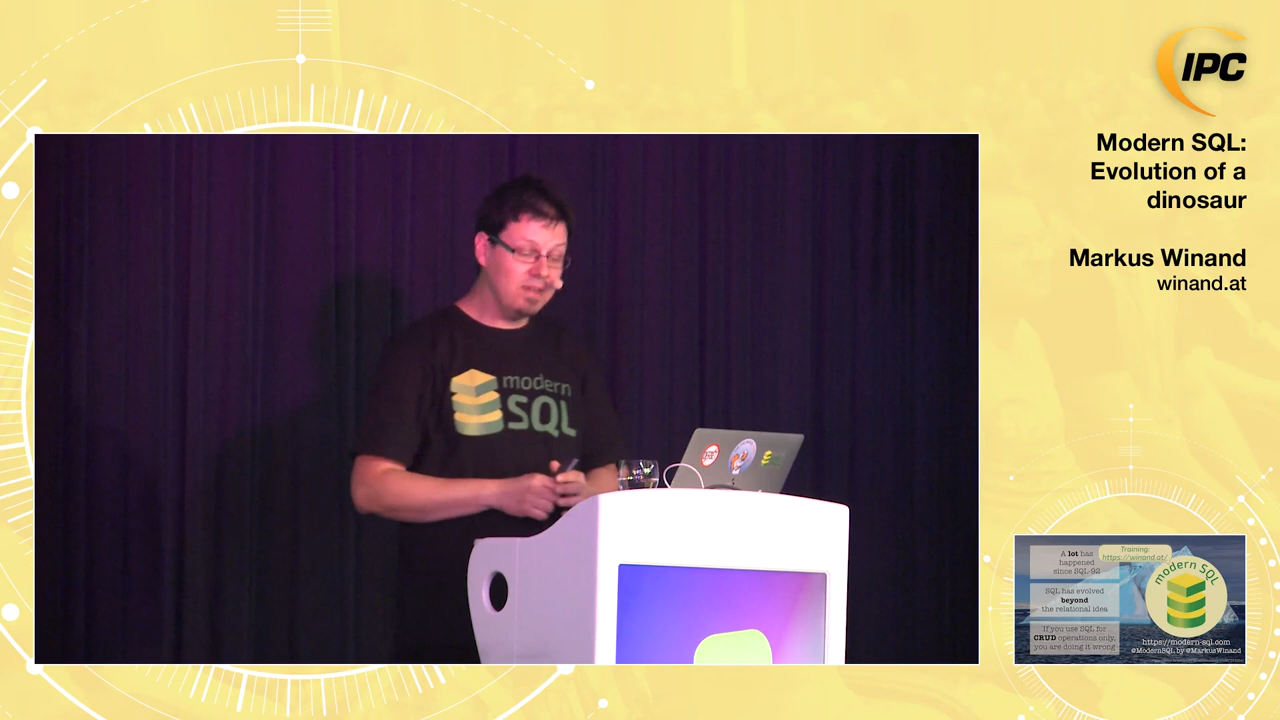 IPC
Modern SQL:
Evolution of a
dinosaur
Markus Winand
winand.at
modern
SQL
A lot has
happened
since SQL-92
SQL has evolved
beyond
the relational idea
If you use SQL for
CRUD operations only,
you are doing it wrong
Training:
https://winand.at/
modern SQL
https://modern-sql.com
@ModernSQL by @MarkusWinand